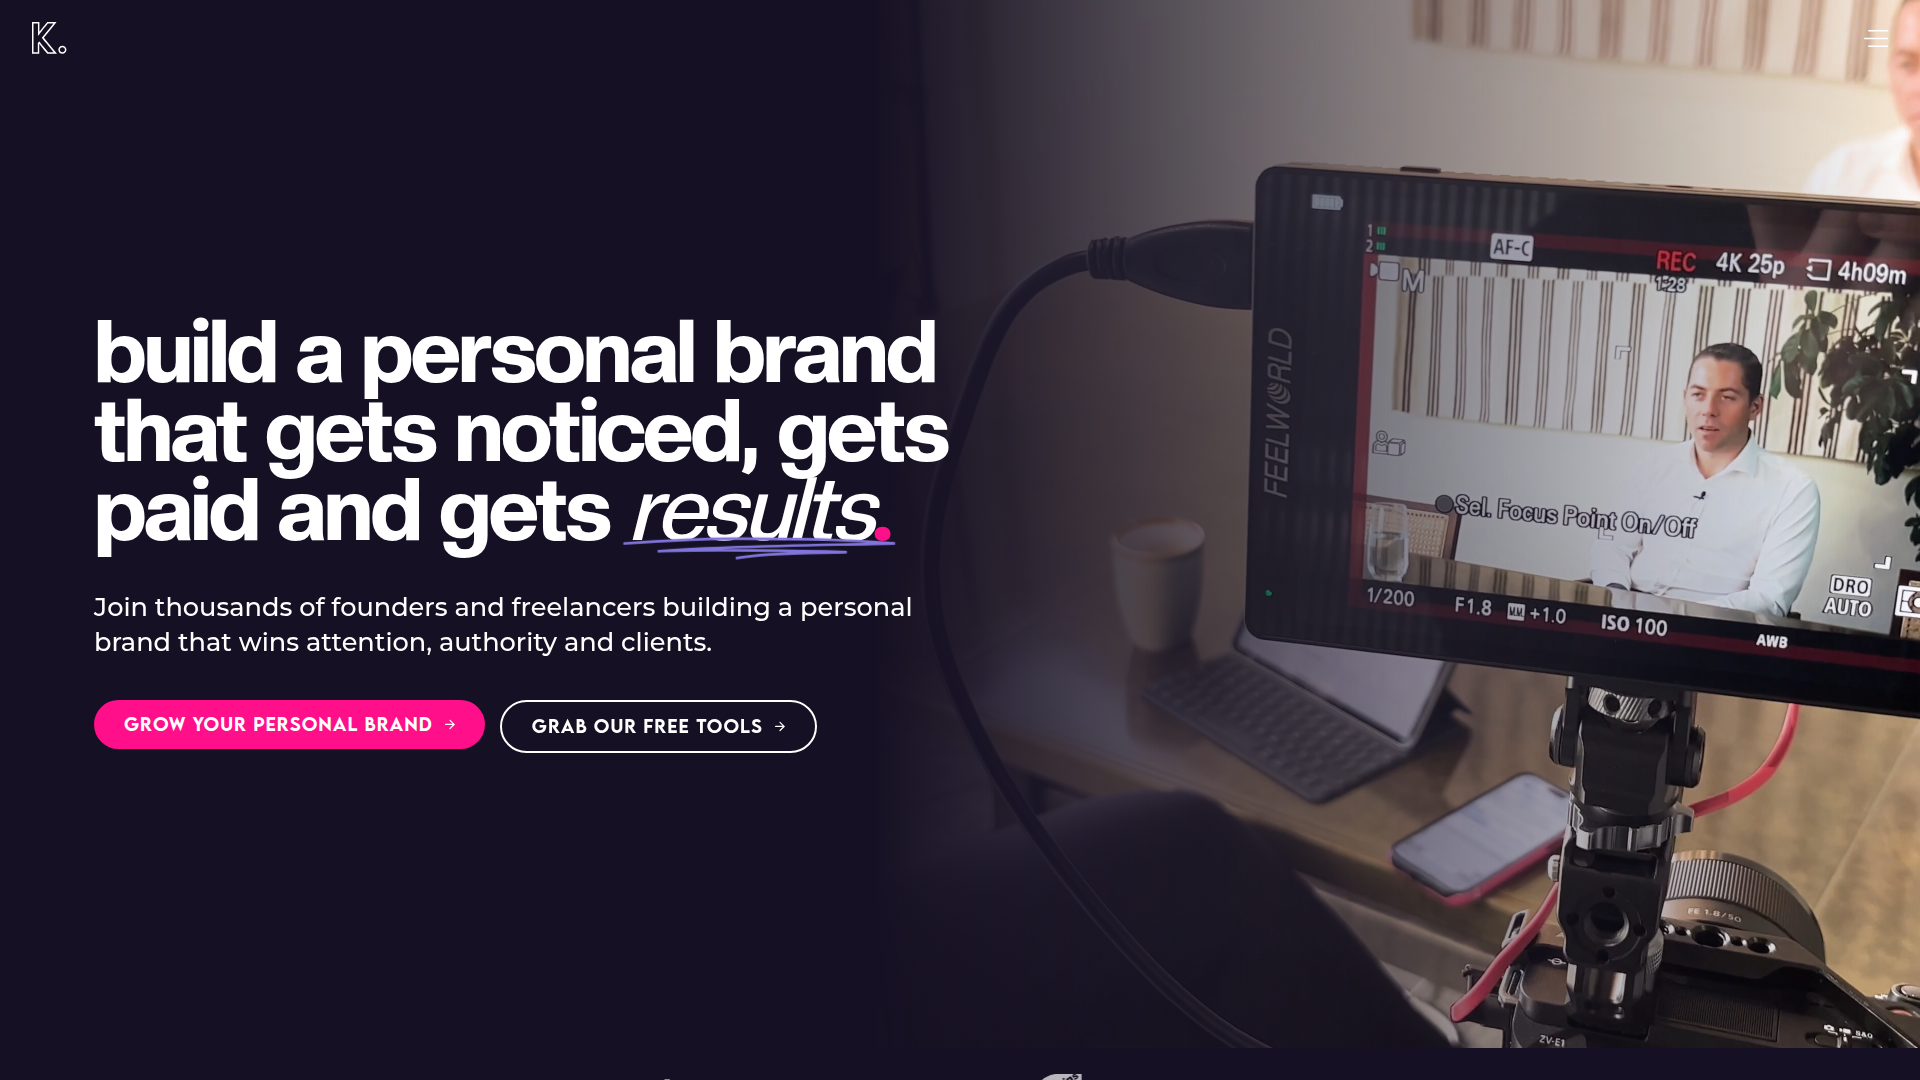 K.
build a personal brand
that gets noticed, gets
paid and gets results.
Join thousands of founders and freelancers building a personal
brand that wins attention, authority and clients.
GROW YOUR PERSONAL BRAND →
GRAB OUR FREE TOOLS →
1
2
AF-C
REC 4K 25p 4h09m
1:28
M
FEELWORLD
Sel. Focus Point On/Off
DRO
AUTO
1/200 F1.8 +1.0 ISO 100 AWB
FE 1.8/50
ZV-E1
S&Q